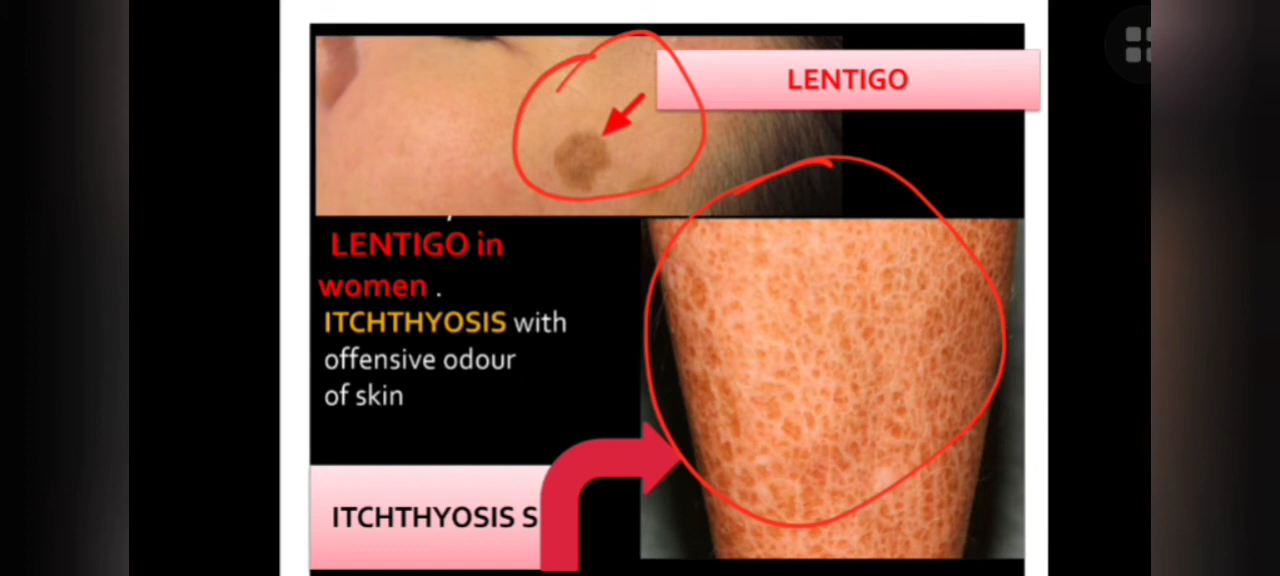 LENTIGO
LENTIGO in
women .
ITCHTHYOSIS with
offensive odour
of skin
ITCHTHYOSIS S